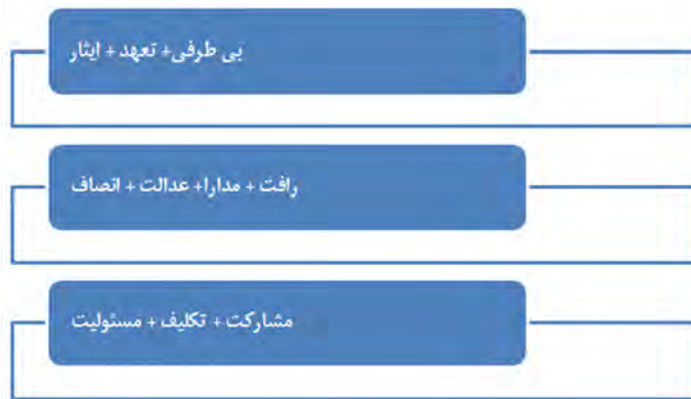 بی طرفی+ تعهد + ایثار
رافت + مدارا+ عدالت + انصاف
مشارکت + تکلیف + مسئولیت